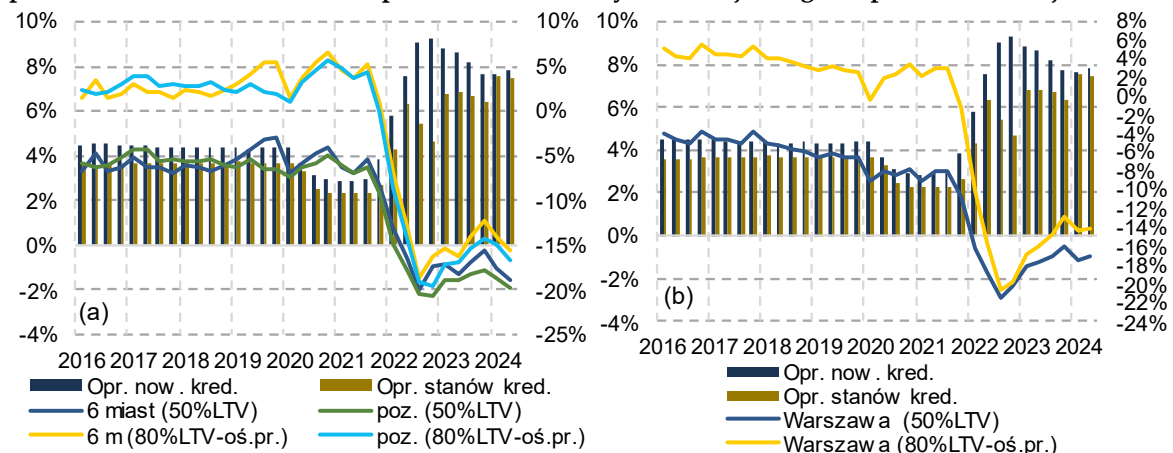 10% 10% 10% 8%
8% 5% 8% 6%
4%
6% 0% 6% 2%
0%
4% -5% 4% -2%
-4%
2% -10% 2% -6%
-8%
0% -15% 0% -10%
-12%
-2% -20% -2% -14%
-16%
-4% -25% -4% -18%
-20%
-22%
-24%
(a) (b)
2016 2017 2018 2019 2020 2021 2022 2023 2024 2016 2017 2018 2019 2020 2021 2022 2023 2024
Opr. now. kred. Opr. stanów kred.
6 miast (50%LTV) poz. (50%LTV)
6 m (80%LTV-oś.pr.) poz. (80%LTV-oś.pr.)
Opr. now. kred.
Opr. stanów kred.
Warszawa (50%LTV)
Warszawa (80%LTV-oś.pr.)